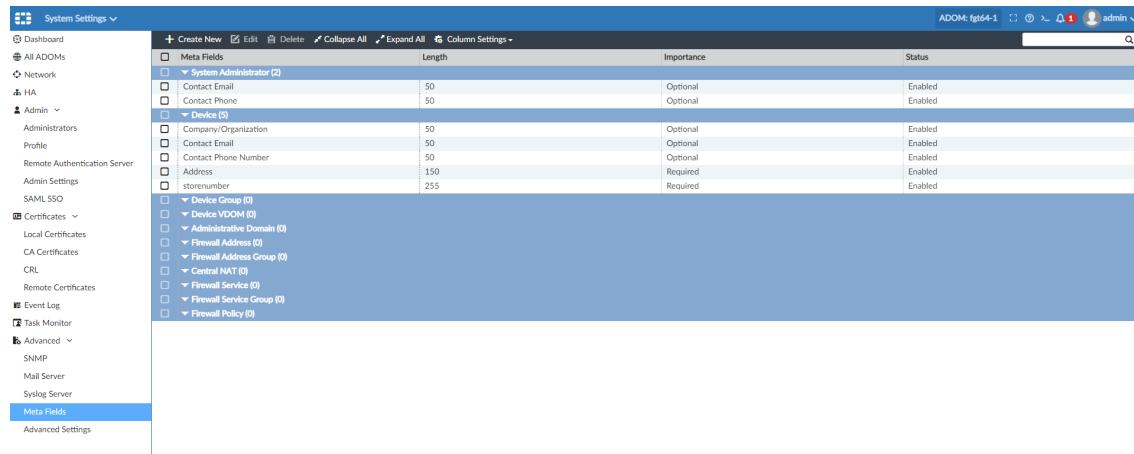 System Settings
ADOM: fgt64-1
1
admin
Dashboard
All ADOMs
Network
HA
Admin
Administrators
Profile
Remote Authentication Server
Admin Settings
SAML SSO
Certificates
Local Certificates
CA Certificates
CRL
Remote Certificates
Event Log
Task Monitor
Advanced
SNMP
Mail Server
Syslog Server
Meta Fields
Advanced Settings
Create New Edit Delete Collapse All Expand All Column Settings
Meta Fields Length Importance Status
System Administrator (2)
Contact Email 50 Optional Enabled
Contact Phone 50 Optional Enabled
Device (5)
Company/Organization 50 Optional Enabled
Contact Email 50 Optional Enabled
Contact Phone Number 50 Optional Enabled
Address 150 Required Enabled
storenumber 255 Required Enabled
Device Group (0)
Device VDOM (0)
Administrative Domain (0)
Firewall Address (0)
Firewall Address Group (0)
Central NAT (0)
Firewall Service (0)
Firewall Service Group (0)
Firewall Policy (0)